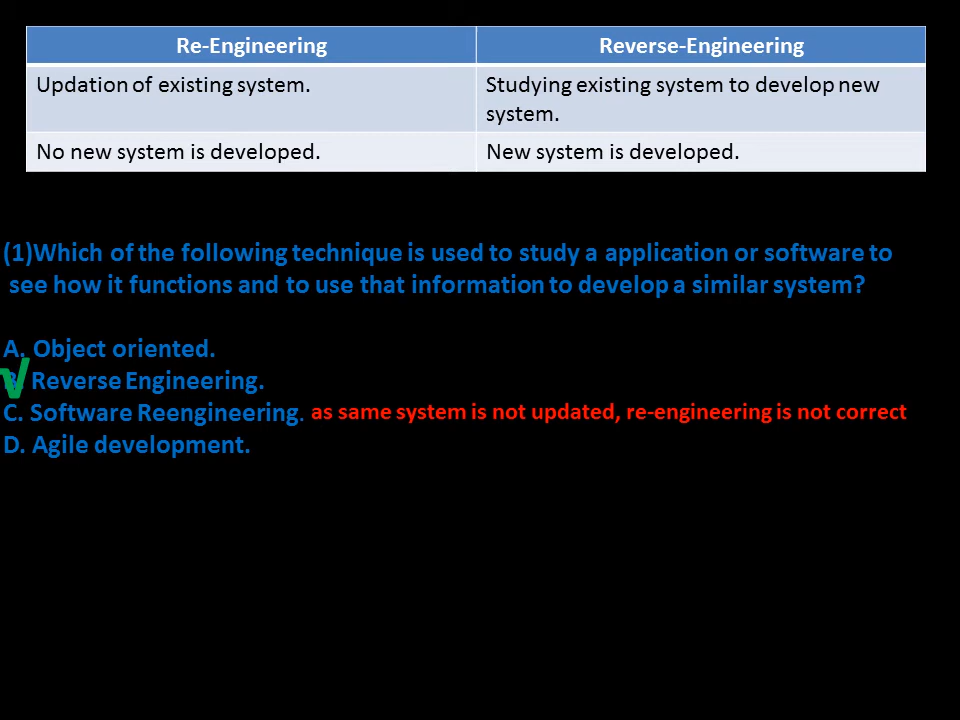 Re-Engineering Reverse-Engineering
Updation of existing system. Studying existing system to develop new
system.
No new system is developed. New system is developed.
(1)Which of the following technique is used to study a application or software to
see how it functions and to use that information to develop a similar system?
A. Object oriented.
√
B. Reverse Engineering.
C. Software Reengineering. as same system is not updated, re-engineering is not correct
D. Agile development.